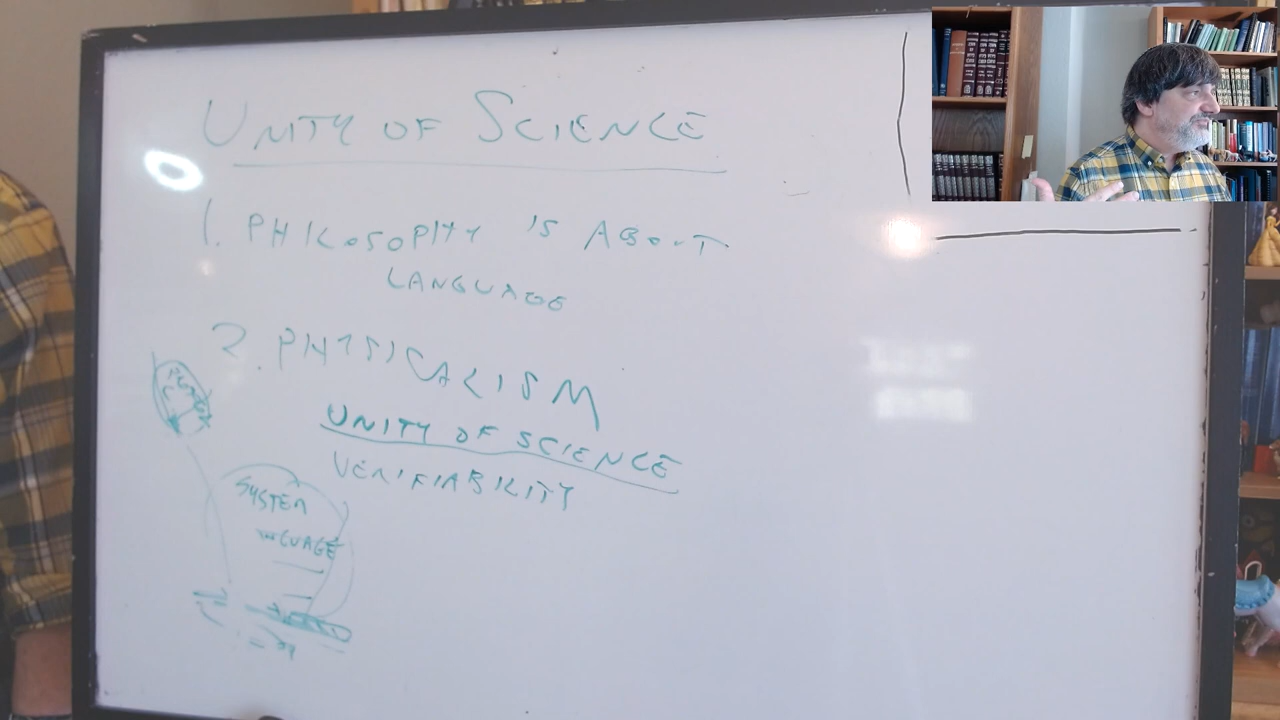 UNITY OF SCIENCE
1. PHILOSOPHY IS ABOUT
LANGUAGE
2. PHYSICALISM
UNITY OF SCIENCE
VERIFIABILITY
SYSTEM
LANGUAGE